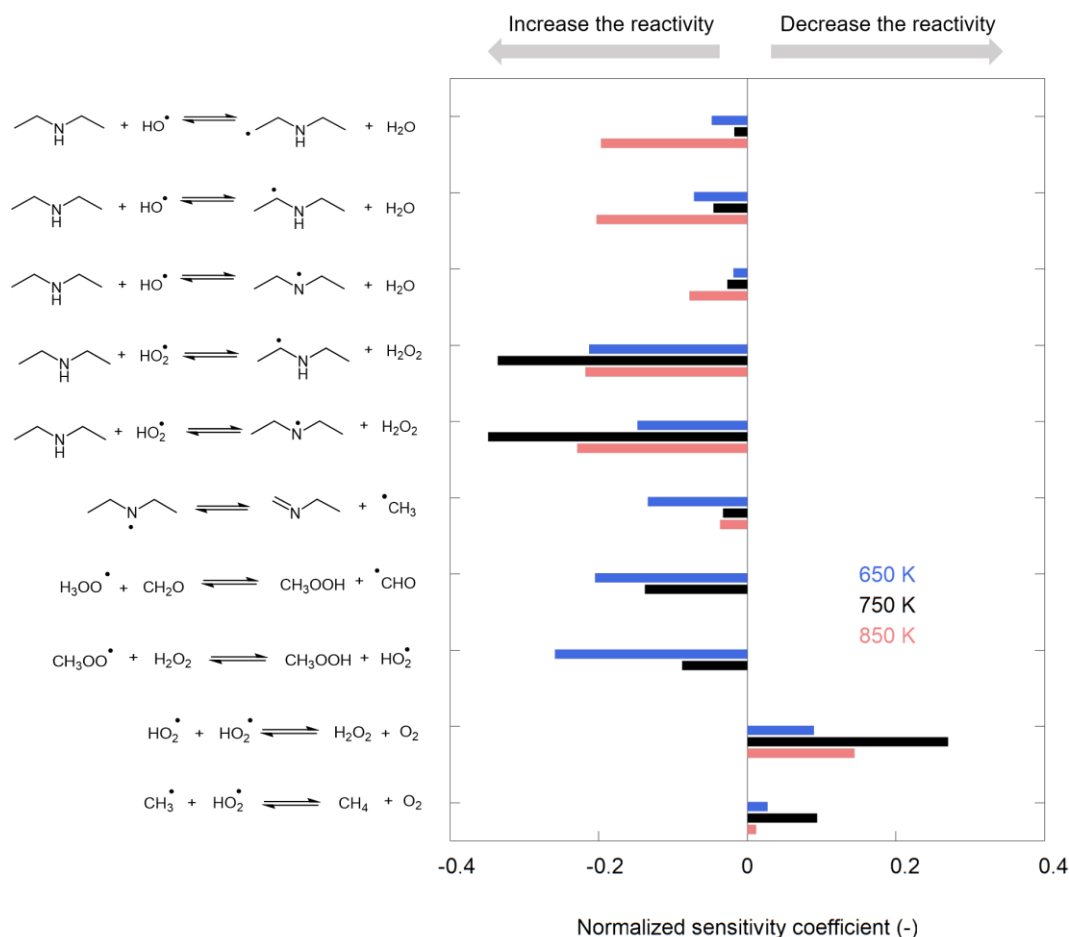 Increase the reactivity Decrease the reactivity
N H + HO• ⇌ • N H + H2O
N H + HO• ⇌ • N H + H2O
N H + HO• ⇌ N• + H2O
N H + HO2• ⇌ • N H + H2O2
N H + HO2• ⇌ N• + H2O2
N• ⇌ N + •CH3
H3OO• + CH2O ⇌ CH3OOH + •CHO
CH3OO• + H2O2 ⇌ CH3OOH + HO2•
HO2• + HO2• ⇌ H2O2 + O2
CH3• + HO2• ⇌ CH4 + O2
650 K
750 K
850 K
-0.4 -0.2 0 0.2 0.4
Normalized sensitivity coefficient (-)